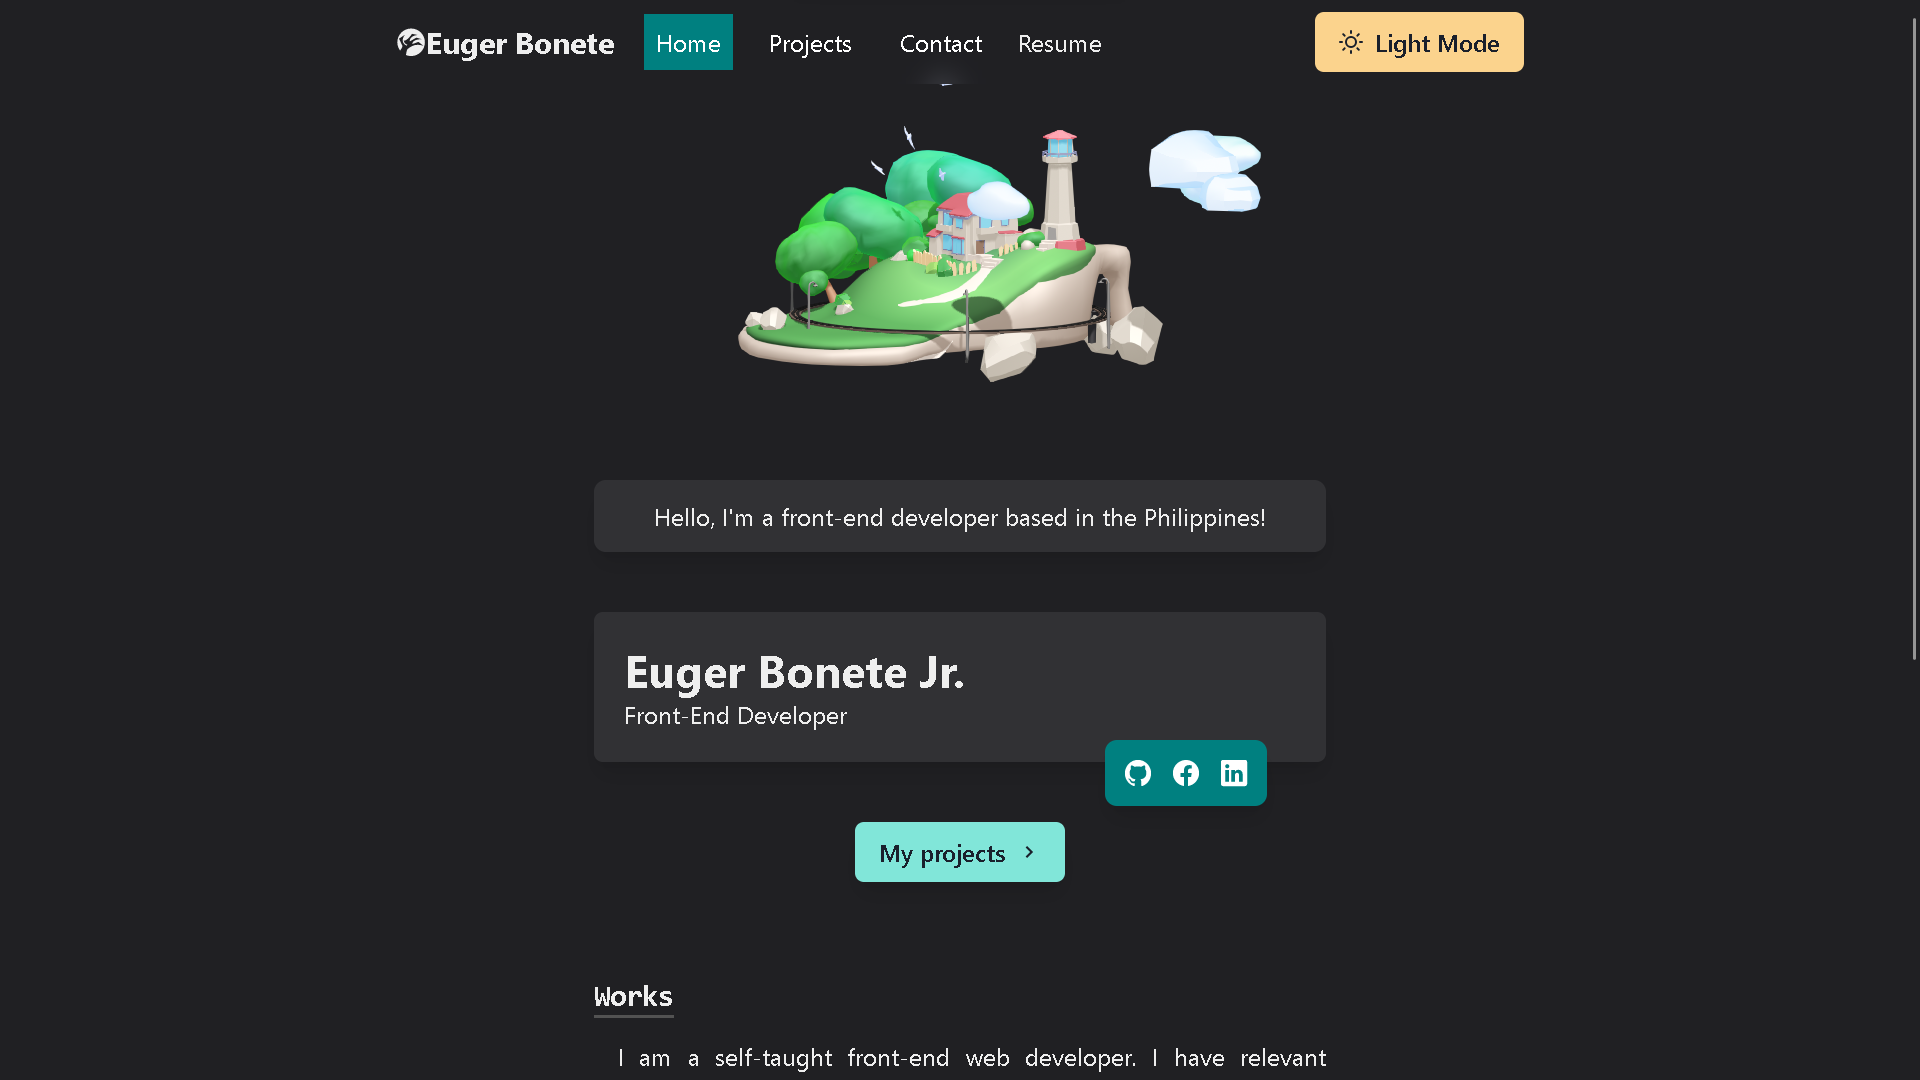 Euger Bonete Home Projects Contact Resume Light Mode
Hello, I'm a front-end developer based in the Philippines!
Euger Bonete Jr.
Front-End Developer
My projects
Works
I am a self-taught front-end web developer. I have relevant